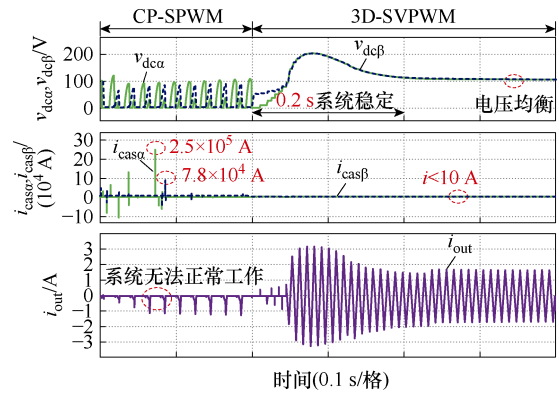 CP-SPWM
3D-SVPWM
vdcα,vdcβ/V
200
100
0
vdcα
vdcβ
0.2 s系统稳定
电压均衡
icasα,icasβ/
(10⁴ A)
30
20
10
0
−10
icasα
2.5×10⁵ A
7.8×10⁴ A
icasβ
i<10 A
iout/A
3
2
1
0
−1
−2
−3
系统无法正常工作
iout
时间(0.1 s/格)